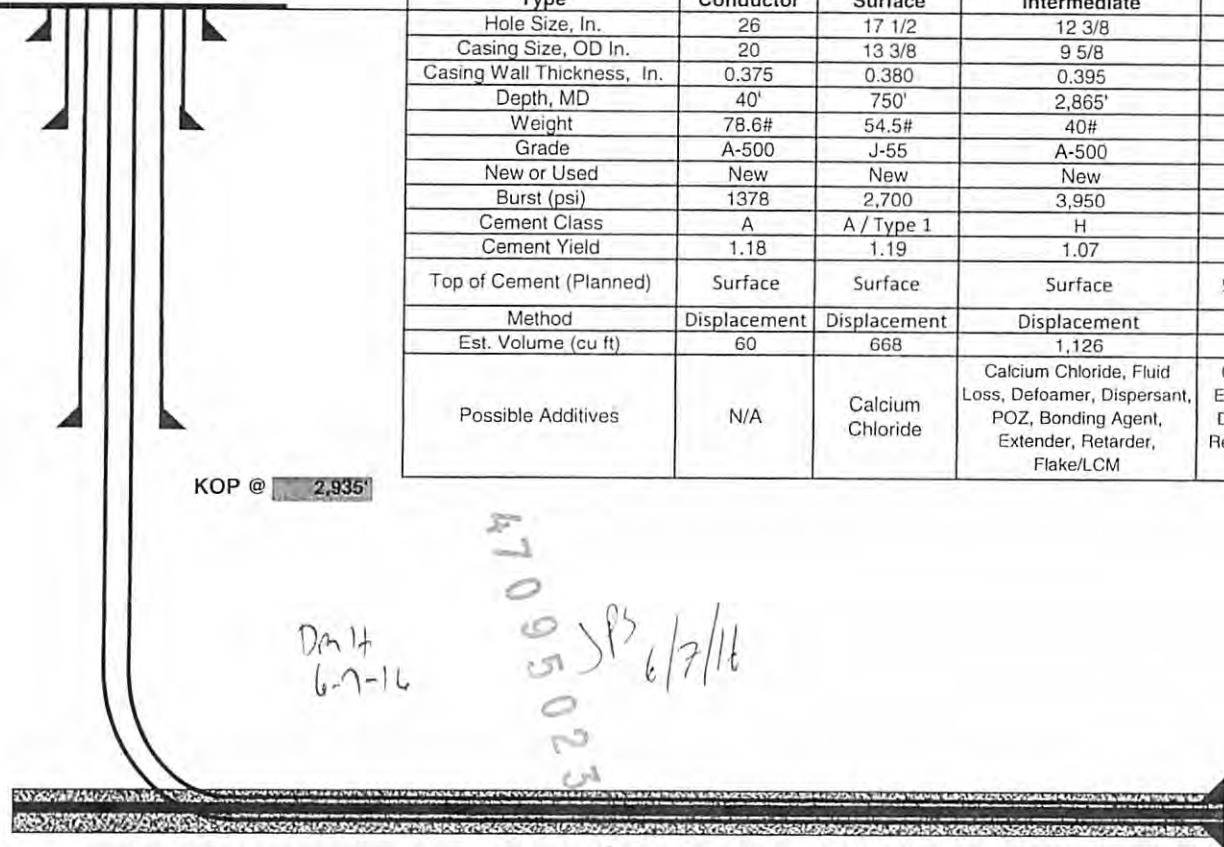 Type Conductor Surface Intermediate
Hole Size, In. 26 17 1/2 12 3/8
Casing Size, OD In. 20 13 3/8 9 5/8
Casing Wall Thickness, In. 0.375 0.380 0.395
Depth, MD 40' 750' 2,865'
Weight 78.6# 54.5# 40#
Grade A-500 J-55 A-500
New or Used New New New
Burst (psi) 1378 2,700 3,950
Cement Class A A / Type 1 H
Cement Yield 1.18 1.19 1.07
Top of Cement (Planned) Surface Surface Surface
Method Displacement Displacement Displacement
Est. Volume (cu ft) 60 668 1,126
Possible Additives N/A Calcium Chloride Calcium Chloride, Fluid
Loss, Defoamer, Dispersant,
POZ, Bonding Agent,
Extender, Retarder,
Flake/LCM
KOP @ 2,935'
47095023
6-7-16
6/7/16